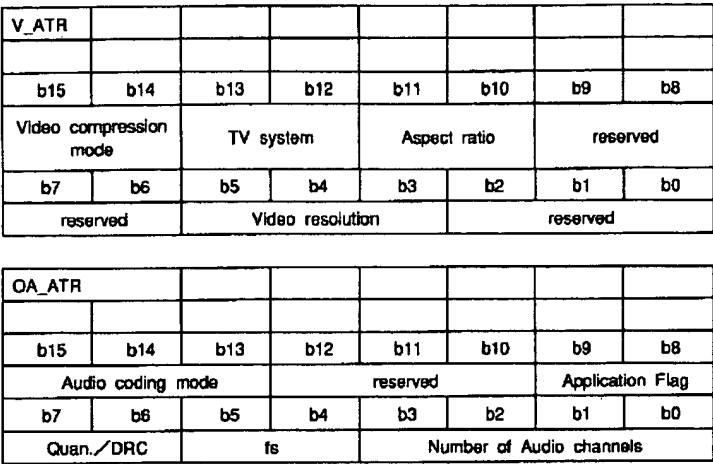 V_ATR
b15 b14 b13 b12 b11 b10 b9 b8
Video compression mode TV system Aspect ratio reserved
b7 b6 b5 b4 b3 b2 b1 b0
reserved Video resolution reserved
OA_ATR
b15 b14 b13 b12 b11 b10 b9 b8
Audio coding mode reserved Application Flag
b7 b6 b5 b4 b3 b2 b1 b0
Quan./DRC fs Number of Audio channels